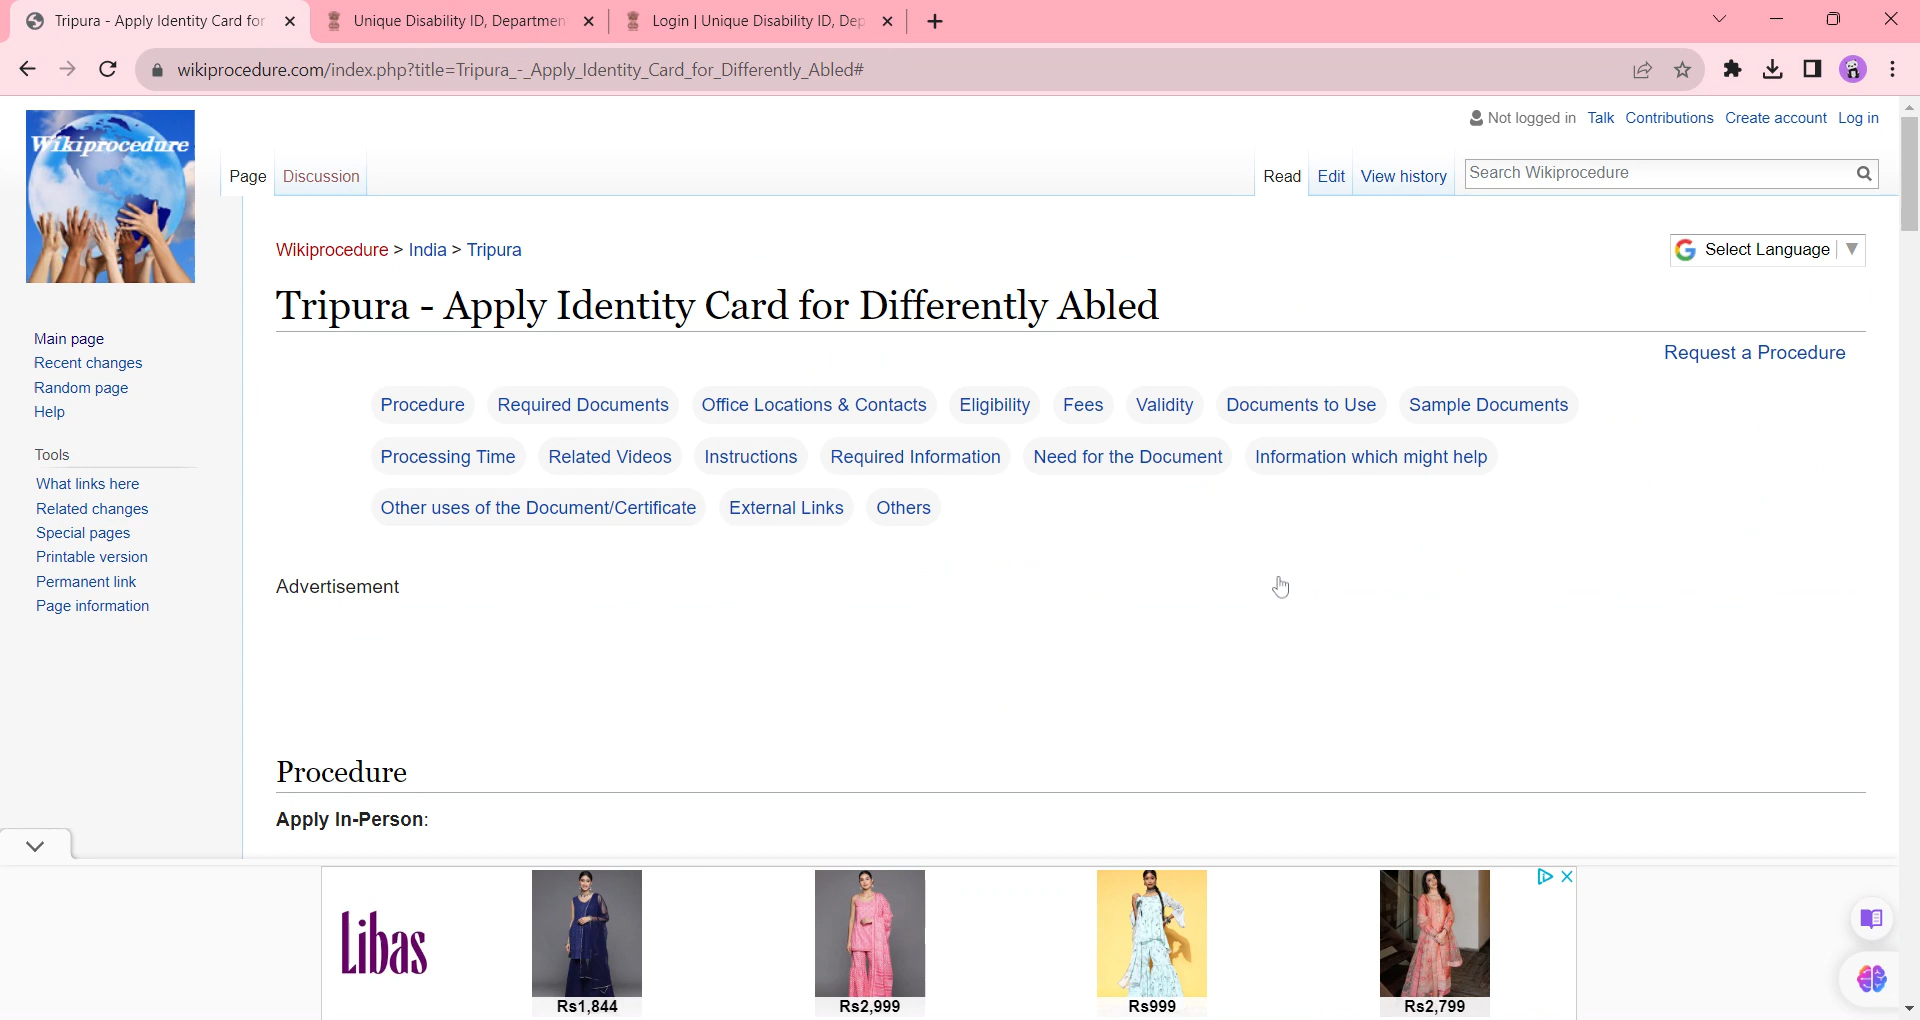 Tripura - Apply Identity Card for
Unique Disability ID, Departmen
Login | Unique Disability ID, Dep
wikiprocedure.com/index.php?title=Tripura_-_Apply_Identity_Card_for_Differently_Abled#
Wikiprocedure
Not logged in Talk Contributions Create account Log in
Page Discussion Read Edit View history Search Wikiprocedure
Wikiprocedure > India > Tripura
Select Language
Tripura - Apply Identity Card for Differently Abled
Request a Procedure
Main page
Recent changes
Random page
Help
Tools
What links here
Related changes
Special pages
Printable version
Permanent link
Page information
Procedure Required Documents Office Locations & Contacts Eligibility Fees Validity Documents to Use Sample Documents
Processing Time Related Videos Instructions Required Information Need for the Document Information which might help
Other uses of the Document/Certificate External Links Others
Advertisement
Procedure
Apply In-Person:
libas
Rs1,844 Rs2,999 Rs999 Rs2,799